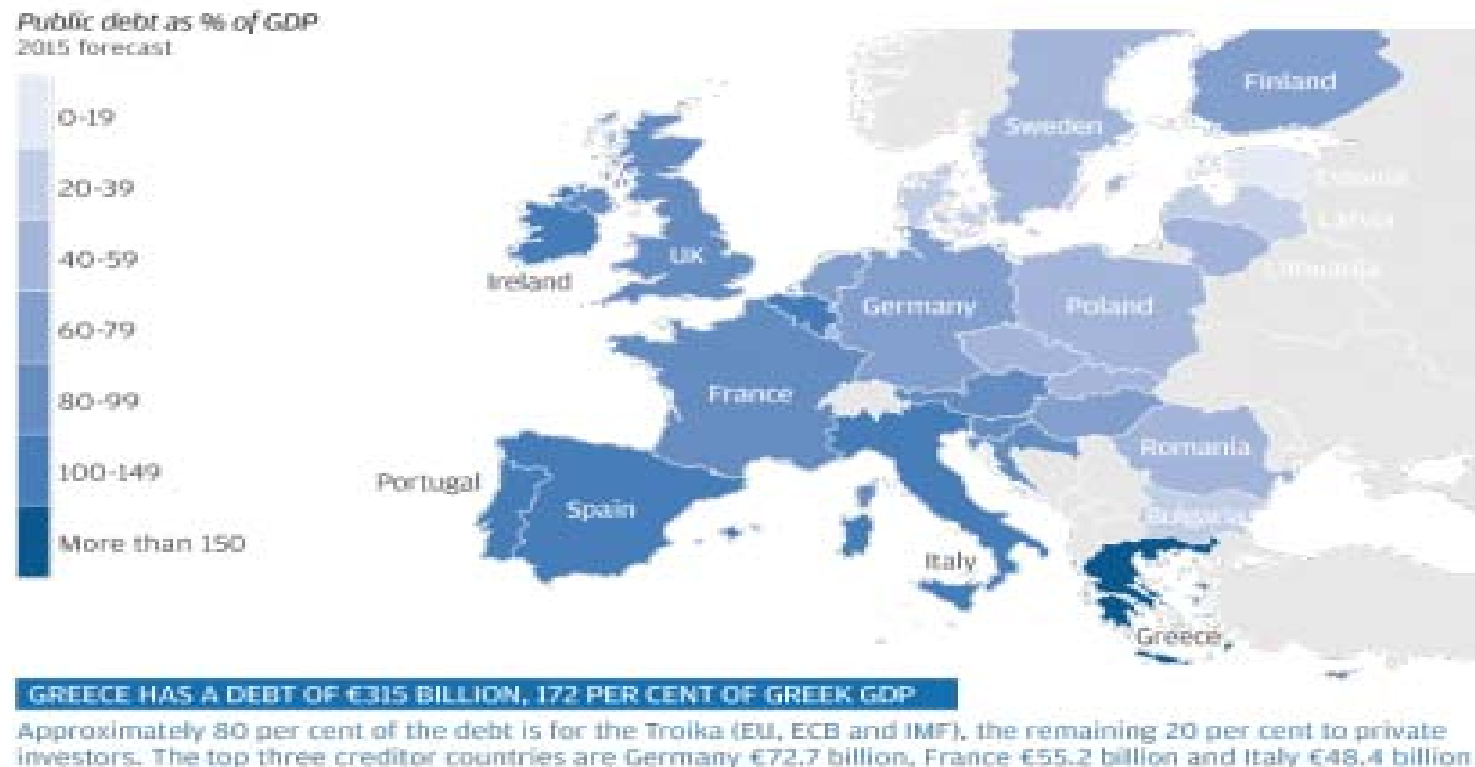 Public debt as % of GDP
2015 forecast
0-19
20-39
40-59
60-79
80-99
100-149
More than 150
Finland
Sweden
Estonia
Latvia
Lithuania
UK
Ireland
Germany
Poland
France
Romania
Portugal
Spain
Bulgaria
Italy
Greece
GREECE HAS A DEBT OF €315 BILLION, 172 PER CENT OF GREEK GDP
Approximately 80 per cent of the debt is for the Troika (EU, ECB and IMF), the remaining 20 per cent to private
investors. The top three creditor countries are Germany €72.7 billion, France €55.2 billion and Italy €48.4 billion